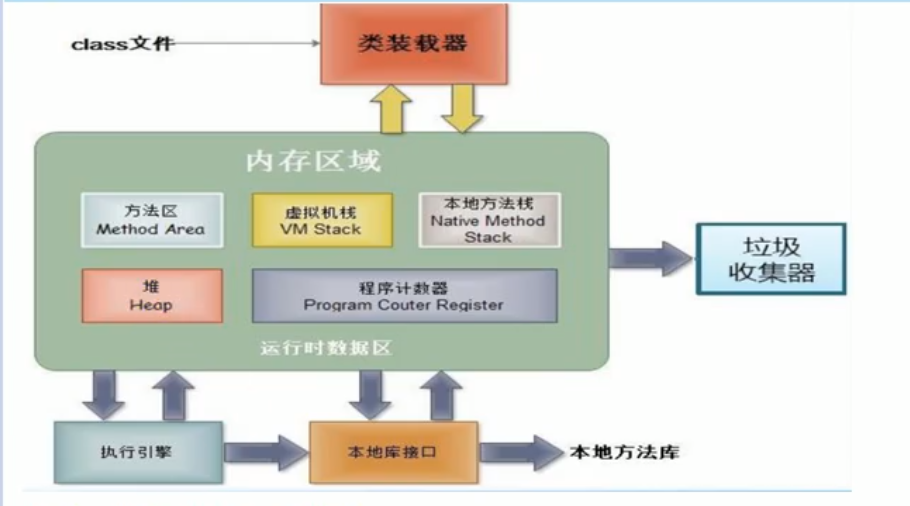 class文件
类装载器
内存区域
方法区
Method Area
虚拟机栈
VM Stack
本地方法栈
Native Method
Stack
堆
Heap
程序计数器
Program Couter Register
运行时数据区
垃圾
收集器
执行引擎
本地库接口
本地方法库